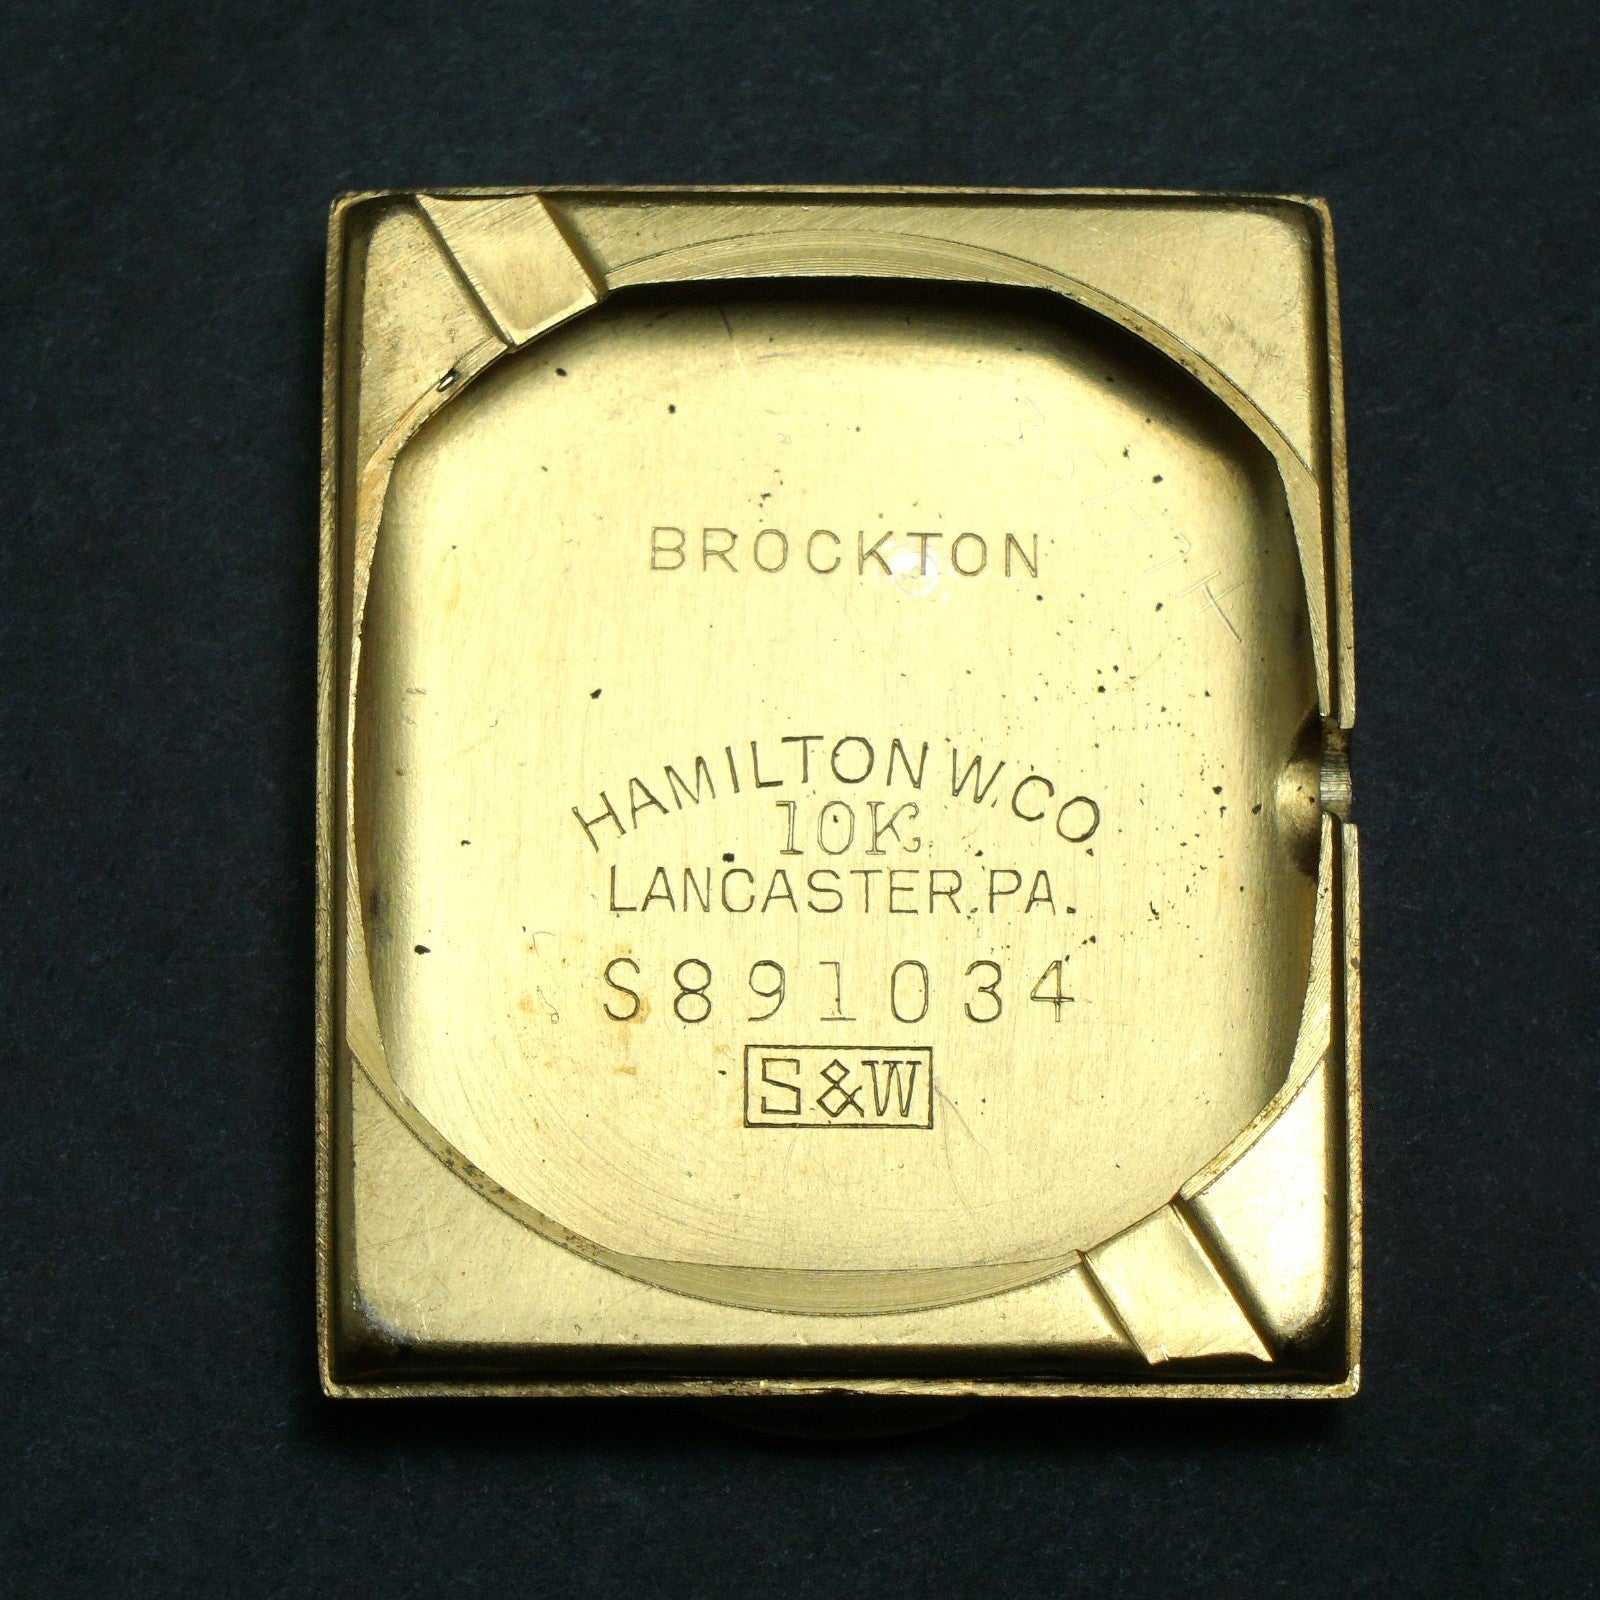 BROCKTON
HAMILTON W. CO
10K
LANCASTER, PA.
S891034
S&W